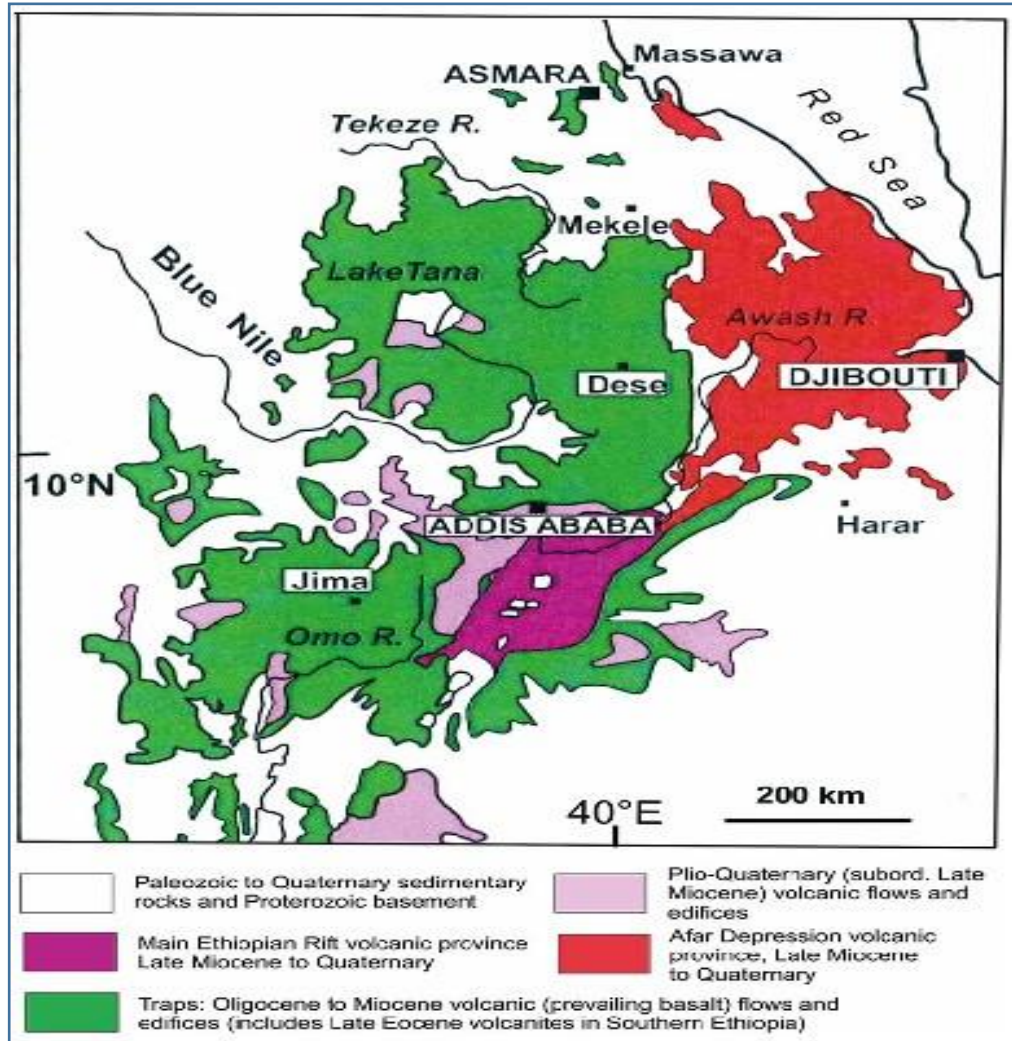 Massawa
ASMARA
Red Sea
Tekeze R.
Mekele
Lake Tana
Blue Nile
Awash R.
Dese
DJIBOUTI
10°N
ADDIS ABABA
Harar
Jima
Omo R.
200 km
40°E
Paleozoic to Quaternary sedimentary
rocks and Proterozoic basement
Plio-Quaternary (subord. Late
Miocene) volcanic flows and
edifices
Main Ethiopian Rift volcanic province
Late Miocene to Quaternary
Afar Depression volcanic
province, Late Miocene
to Quaternary
Traps: Oligocene to Miocene volcanic (prevailing basalt) flows and
edifices (includes Late Eocene volcanites in Southern Ethiopia)